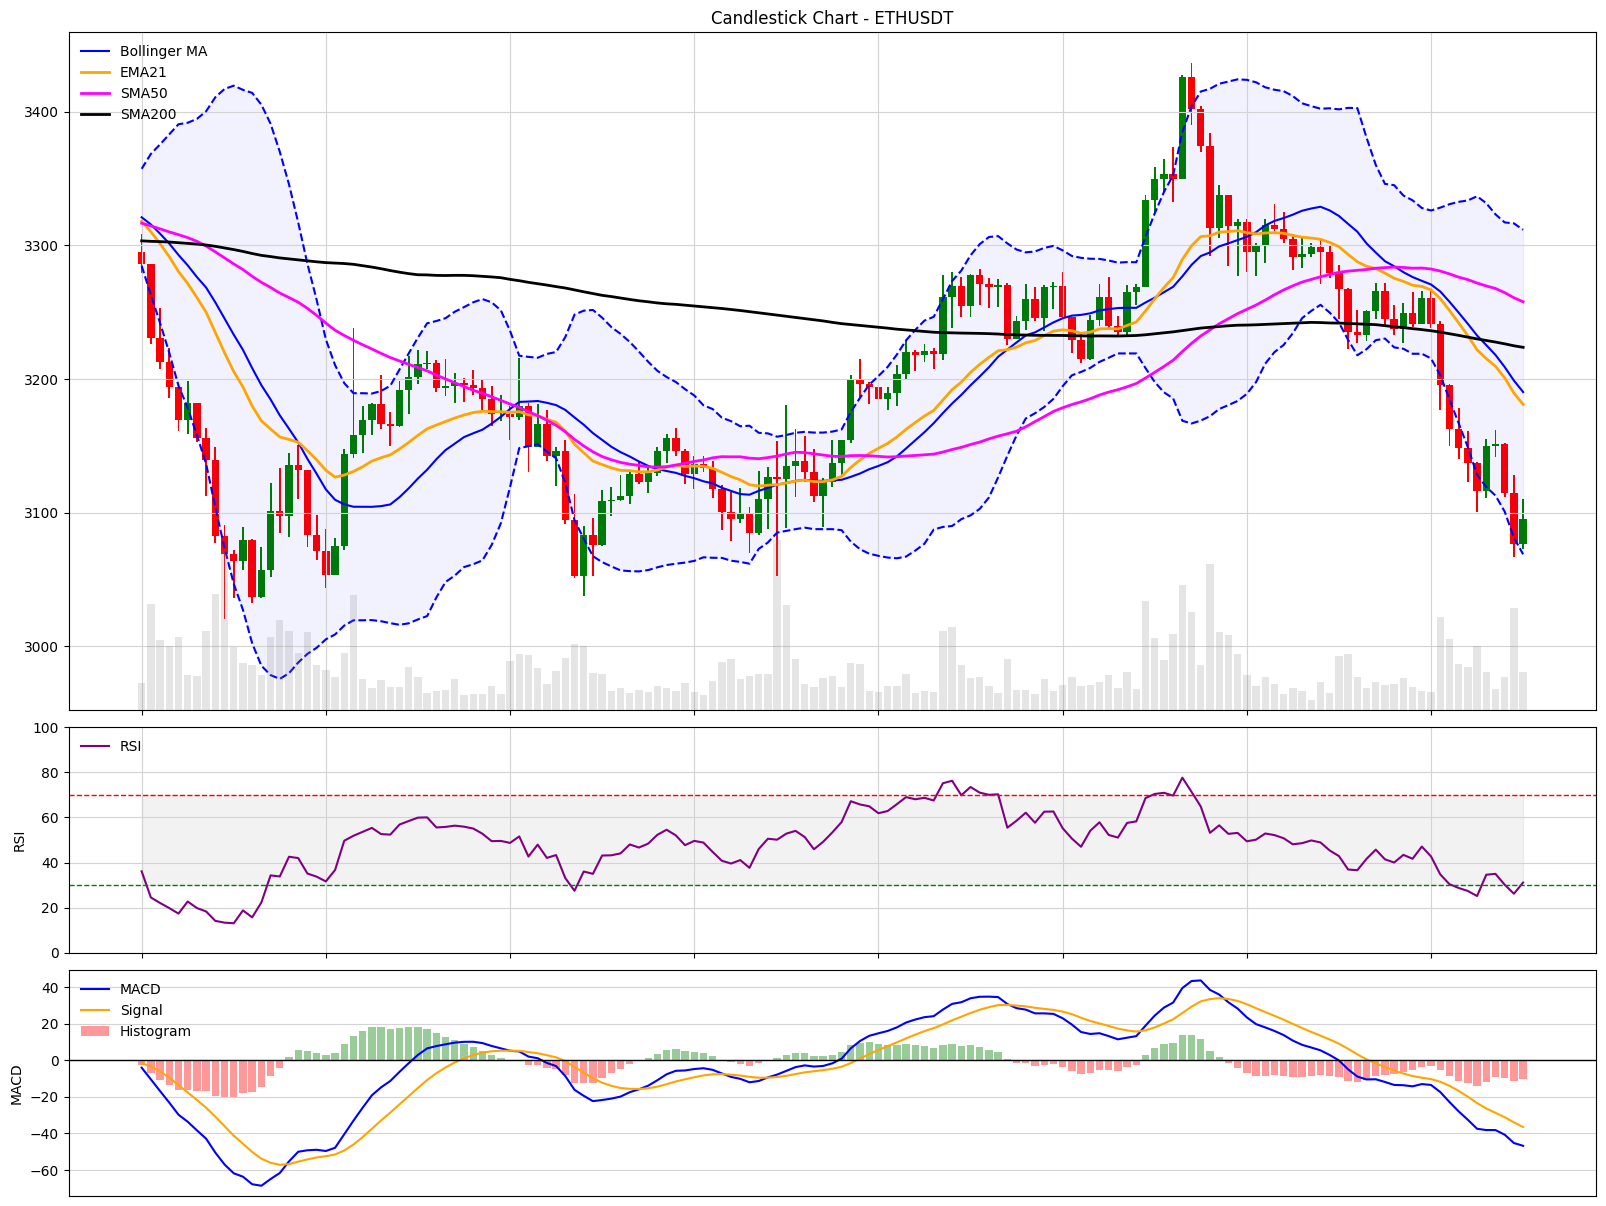 Candlestick Chart - ETHUSDT
Bollinger MA
EMA21
SMA50
SMA200
3400
3300
3200
3100
3000
RSI
100
80
60
40
20
0
RSI
MACD
Signal
Histogram
40
20
0
−20
−40
−60
MACD